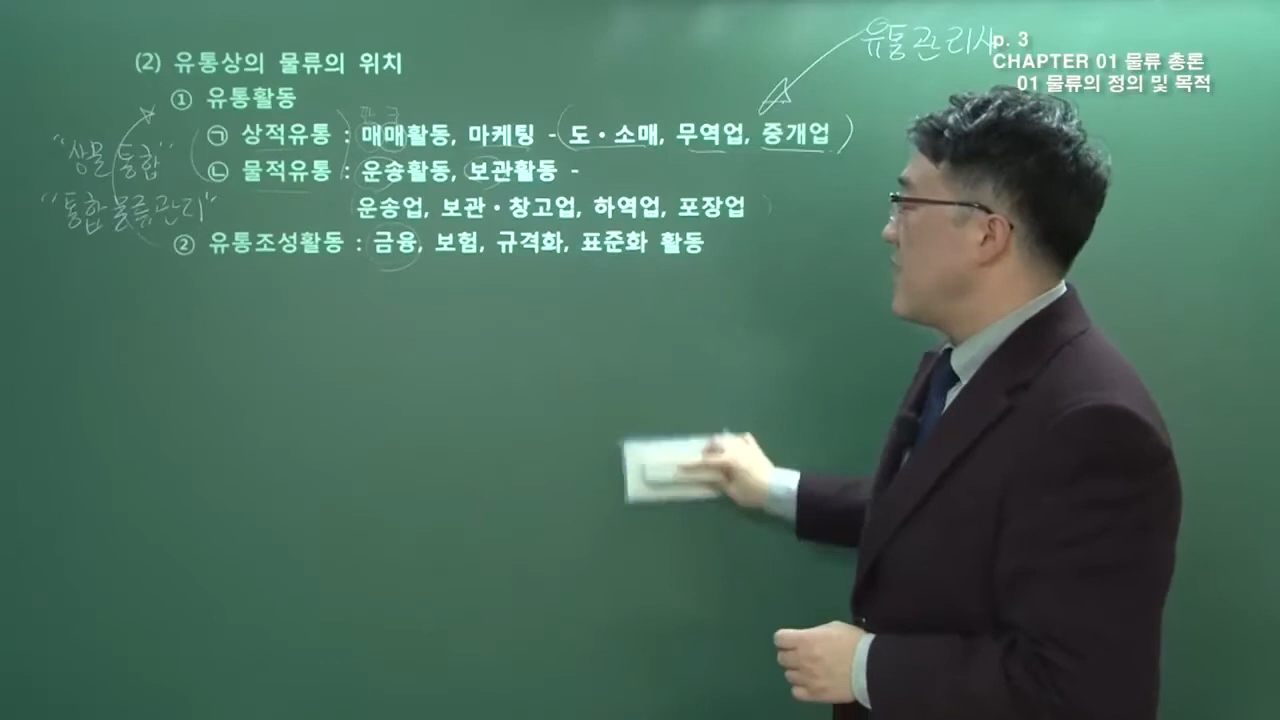 유통관리사
p. 3
CHAPTER 01 물류 총론
01 물류의 정의 및 목적
(2) 유통상의 물류의 위치
① 유통활동
㉠ 상적유통 : 매매활동, 마케팅 - 도・소매, 무역업, 중개업
㉡ 물적유통 : 운송활동, 보관활동 -
운송업, 보관・창고업, 하역업, 포장업
② 유통조성활동 : 금융, 보험, 규격화, 표준화 활동
"상물 통합"
"통합물류관리"